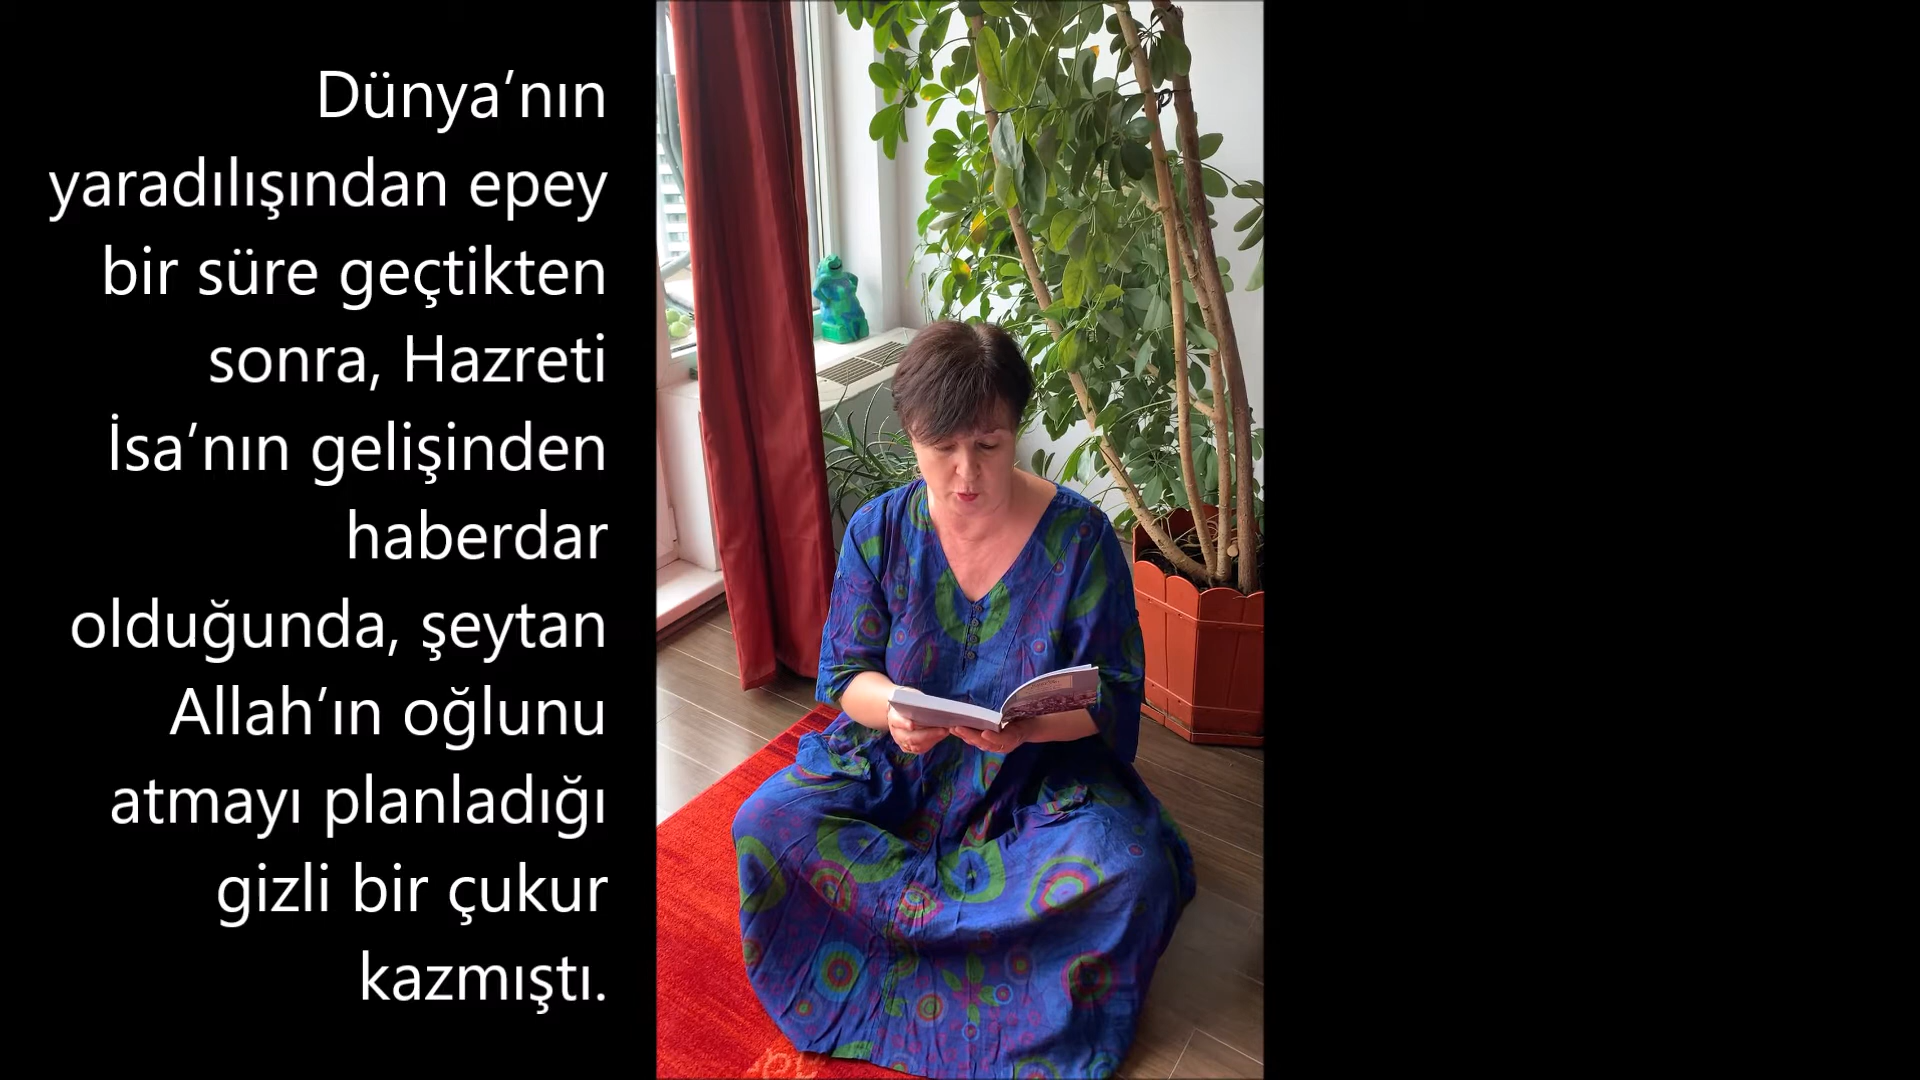 Dünya’nın
yaradılışından epey
bir süre geçtikten
sonra, Hazreti
İsa’nın gelişinden
haberdar
olduğunda, şeytan
Allah’ın oğlunu
atmayı planladığı
gizli bir çukur
kazmıştı.